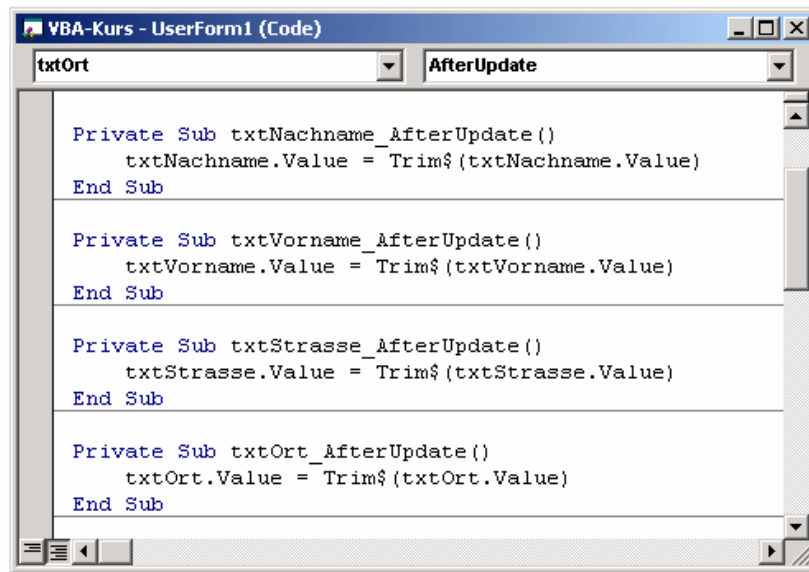 VBA-Kurs - UserForm1 (Code)
txtOrt AfterUpdate
Private Sub txtNachname_AfterUpdate()
    txtNachname.Value = Trim$(txtNachname.Value)
End Sub
Private Sub txtVorname_AfterUpdate()
    txtVorname.Value = Trim$(txtVorname.Value)
End Sub
Private Sub txtStrasse_AfterUpdate()
    txtStrasse.Value = Trim$(txtStrasse.Value)
End Sub
Private Sub txtOrt_AfterUpdate()
    txtOrt.Value = Trim$(txtOrt.Value)
End Sub